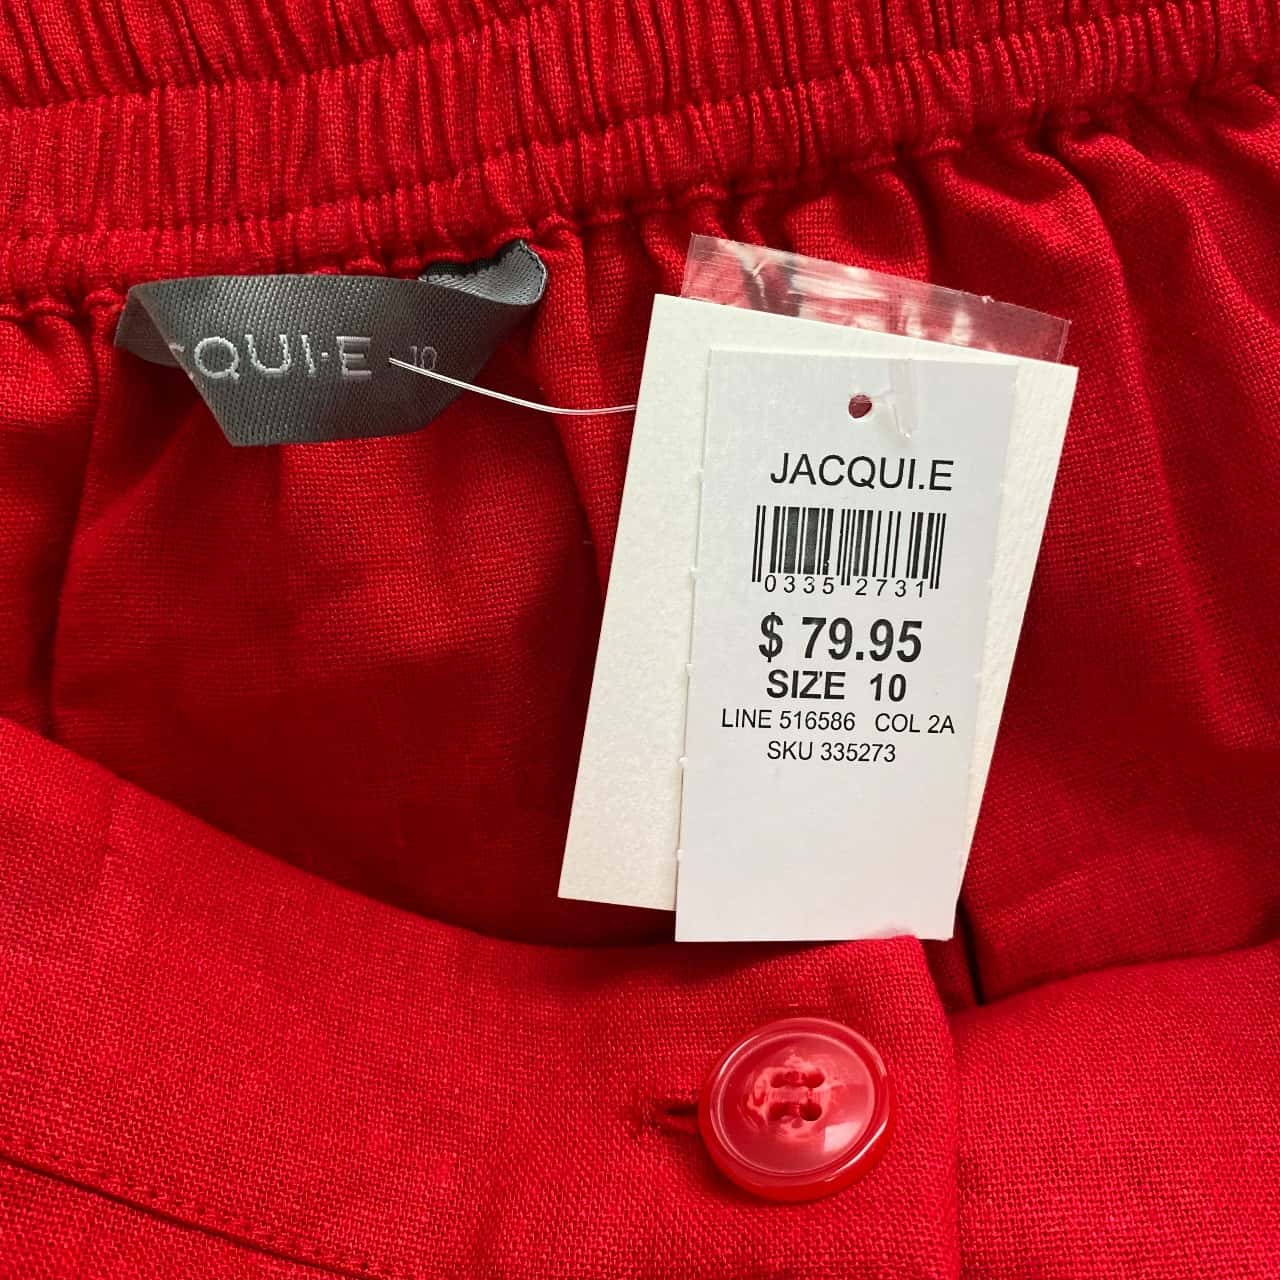 CQUI·E 10
JACQUI.E
0335 2731
$ 79.95
SIZE 10
LINE 516586 COL 2A
SKU 335273